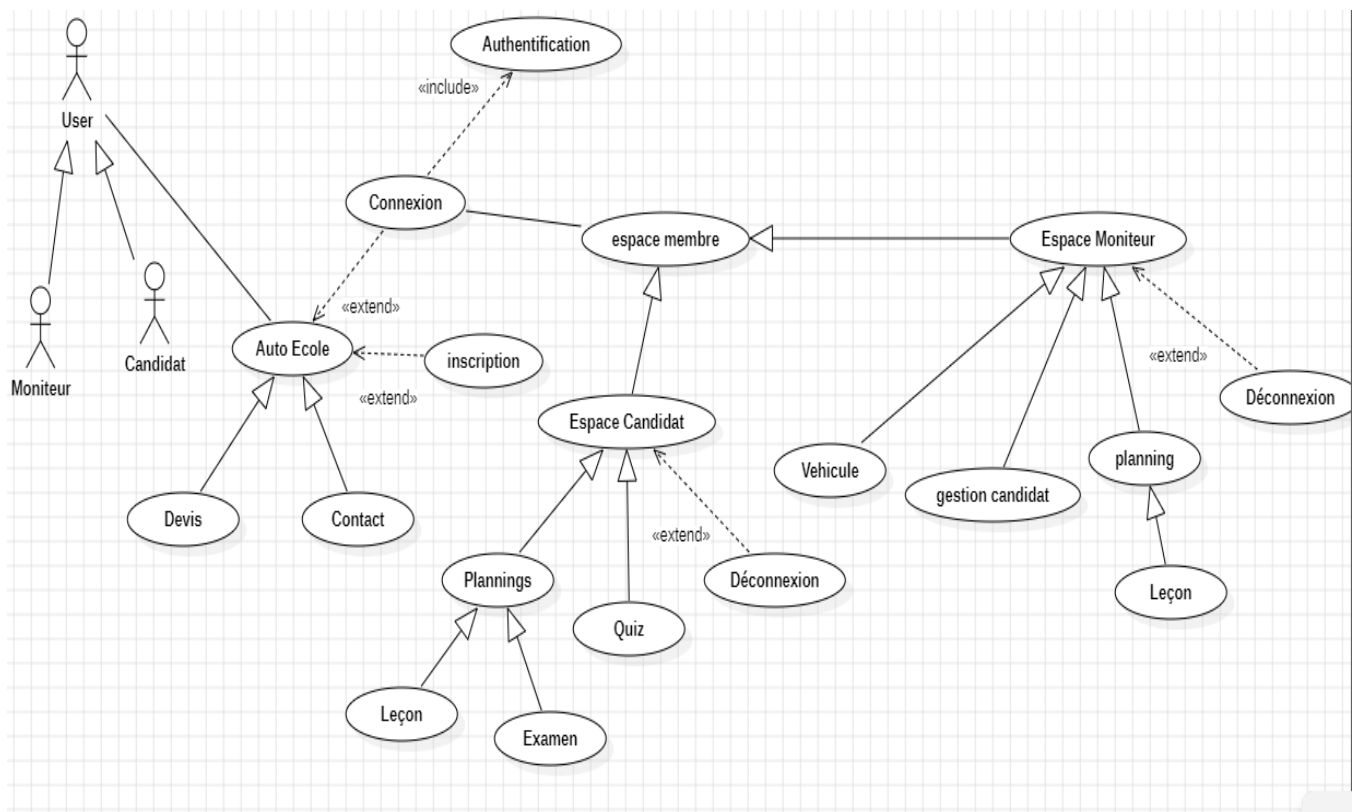 Authentification
«include»
User
Connexion
espace membre
Espace Moniteur
«extend»
Auto Ecole
inscription
Candidat
Moniteur
«extend»
«extend»
Déconnexion
Espace Candidat
Vehicule
gestion candidat
planning
Devis
Contact
«extend»
Plannings
Déconnexion
Leçon
Quiz
Leçon
Examen